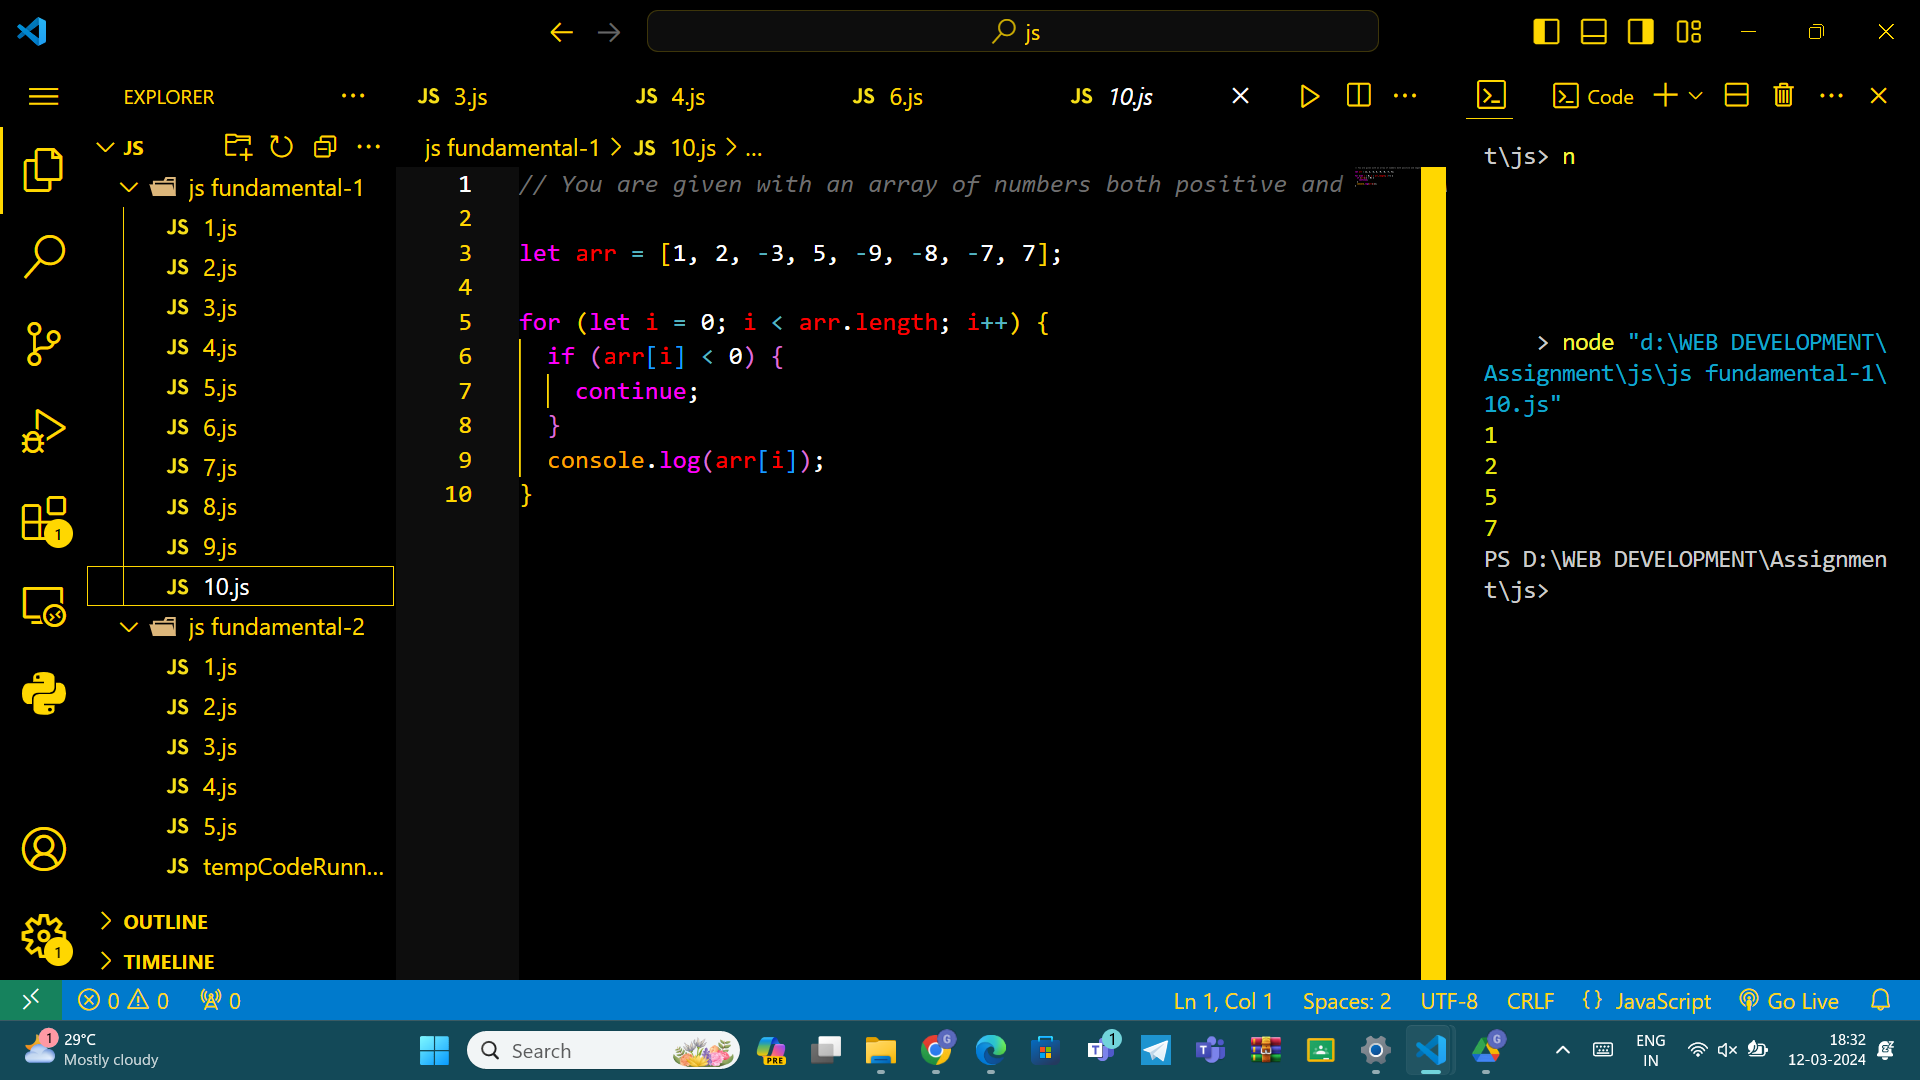 js
EXPLORER
JS 3.js
JS 4.js
JS 6.js
JS 10.js
Code
JS
js fundamental-1 > JS 10.js > ...
js fundamental-1
JS 1.js
JS 2.js
JS 3.js
JS 4.js
JS 5.js
JS 6.js
JS 7.js
JS 8.js
JS 9.js
JS 10.js
js fundamental-2
JS 1.js
JS 2.js
JS 3.js
JS 4.js
JS 5.js
JS tempCodeRunn...
OUTLINE
TIMELINE
1 // You are given with an array of numbers both positive and
2
3 let arr = [1, 2, -3, 5, -9, -8, -7, 7];
4
5 for (let i = 0; i < arr.length; i++) {
6 if (arr[i] < 0) {
7 continue;
8 }
9 console.log(arr[i]);
10 }
t\js> n
> node "d:\WEB DEVELOPMENT\
Assignment\js\js fundamental-1\
10.js"
1
2
5
7
PS D:\WEB DEVELOPMENT\Assignmen
t\js>
1
1
0 0 0
Ln 1, Col 1 Spaces: 2 UTF-8 CRLF {} JavaScript Go Live
1 29°C
Mostly cloudy
Search
PRE
G
1
G
ENG
IN
18:32
12-03-2024